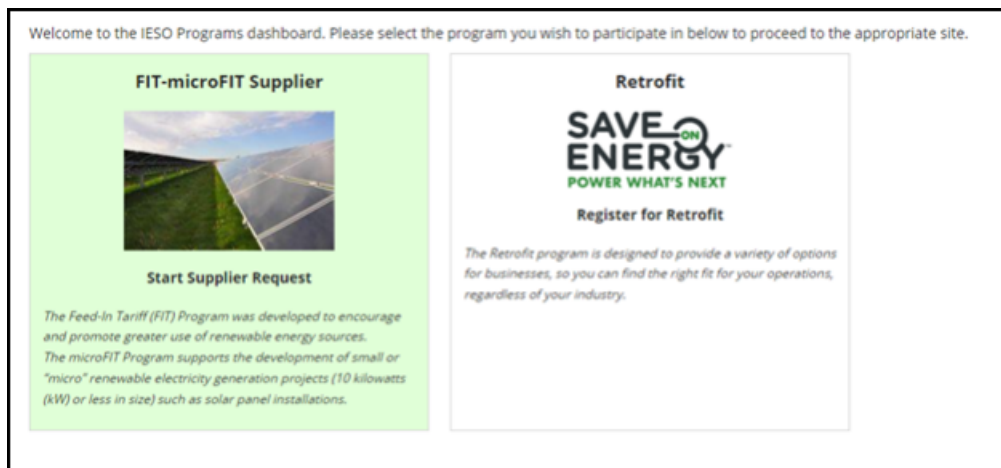 Welcome to the IESO Programs dashboard. Please select the program you wish to participate in below to proceed to the appropriate site.
FIT-microFIT Supplier
Start Supplier Request
The Feed-In Tariff (FIT) Program was developed to encourage
and promote greater use of renewable energy sources.
The microFIT Program supports the development of small or
"micro" renewable electricity generation projects (10 kilowatts
(kW) or less in size) such as solar panel installations.
Retrofit
SAVE ON
ENERGY™
POWER WHAT'S NEXT
Register for Retrofit
The Retrofit program is designed to provide a variety of options
for businesses, so you can find the right fit for your operations,
regardless of your industry.